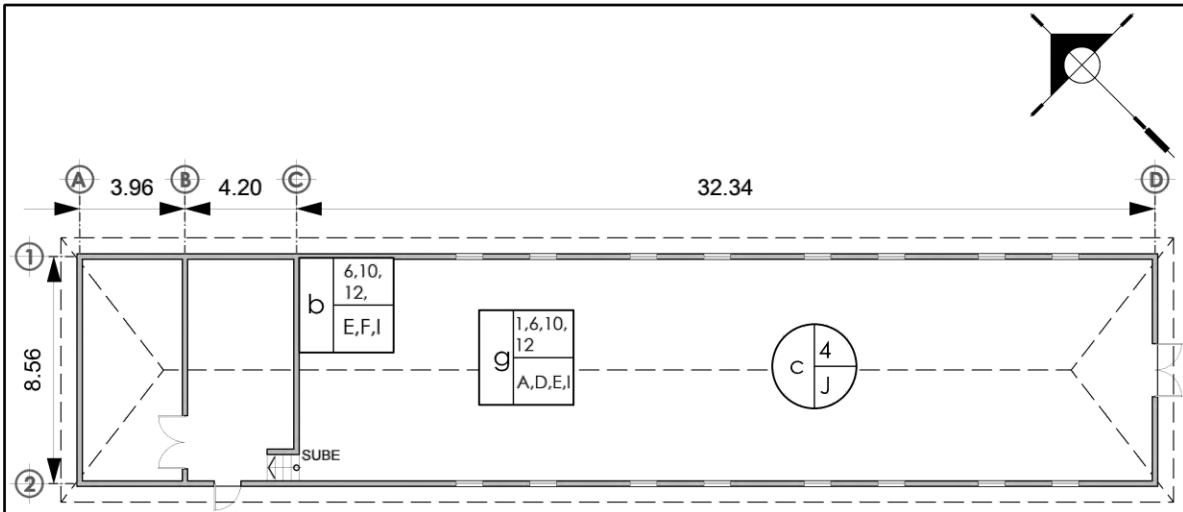 A 3.96 B 4.20 C 32.34 D
1
8.56
2
b
6,10,
12,
E,F,I
g
1,6,10,
12
A,D,E,I
c
4
J
SUBE